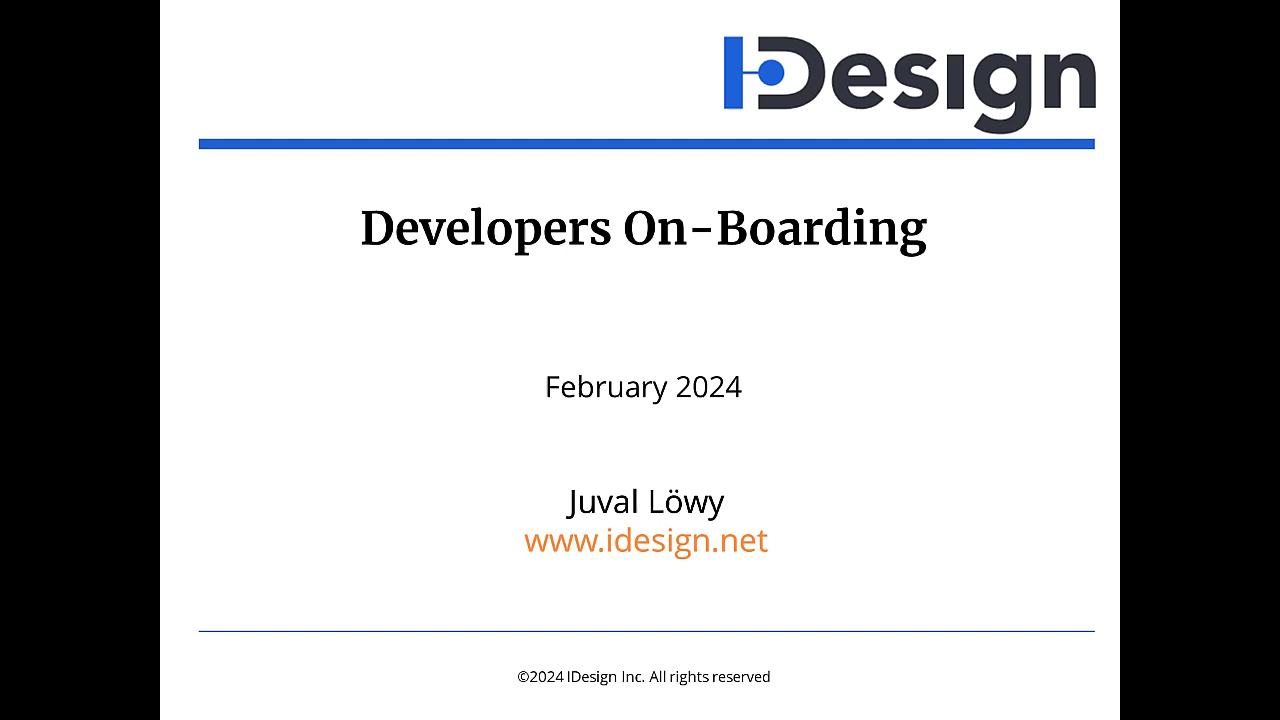 IDesign
Developers On-Boarding
February 2024
Juval Löwy
www.idesign.net
©2024 IDesign Inc. All rights reserved